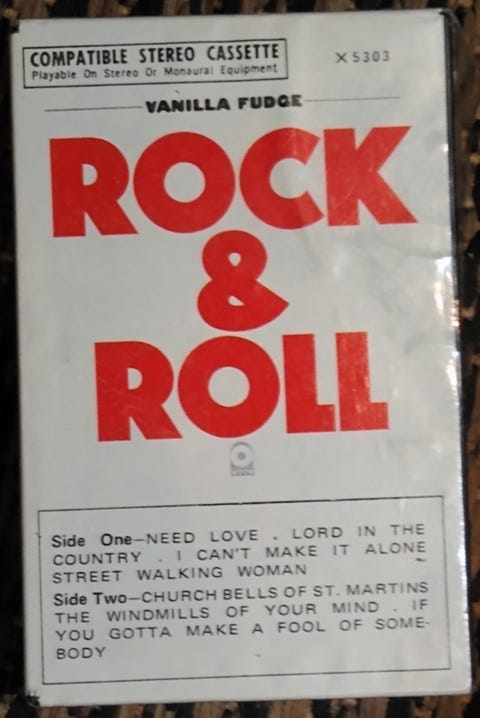 COMPATIBLE STEREO CASSETTE
Playable On Stereo Or Monaural Equipment
X5303
VANILLA FUDGE
ROCK
&
ROLL
Side One—NEED LOVE . LORD IN THE
COUNTRY . I CAN'T MAKE IT ALONE
STREET WALKING WOMAN
Side Two—CHURCH BELLS OF ST. MARTINS
THE WINDMILLS OF YOUR MIND . IF
YOU GOTTA MAKE A FOOL OF SOME-
BODY